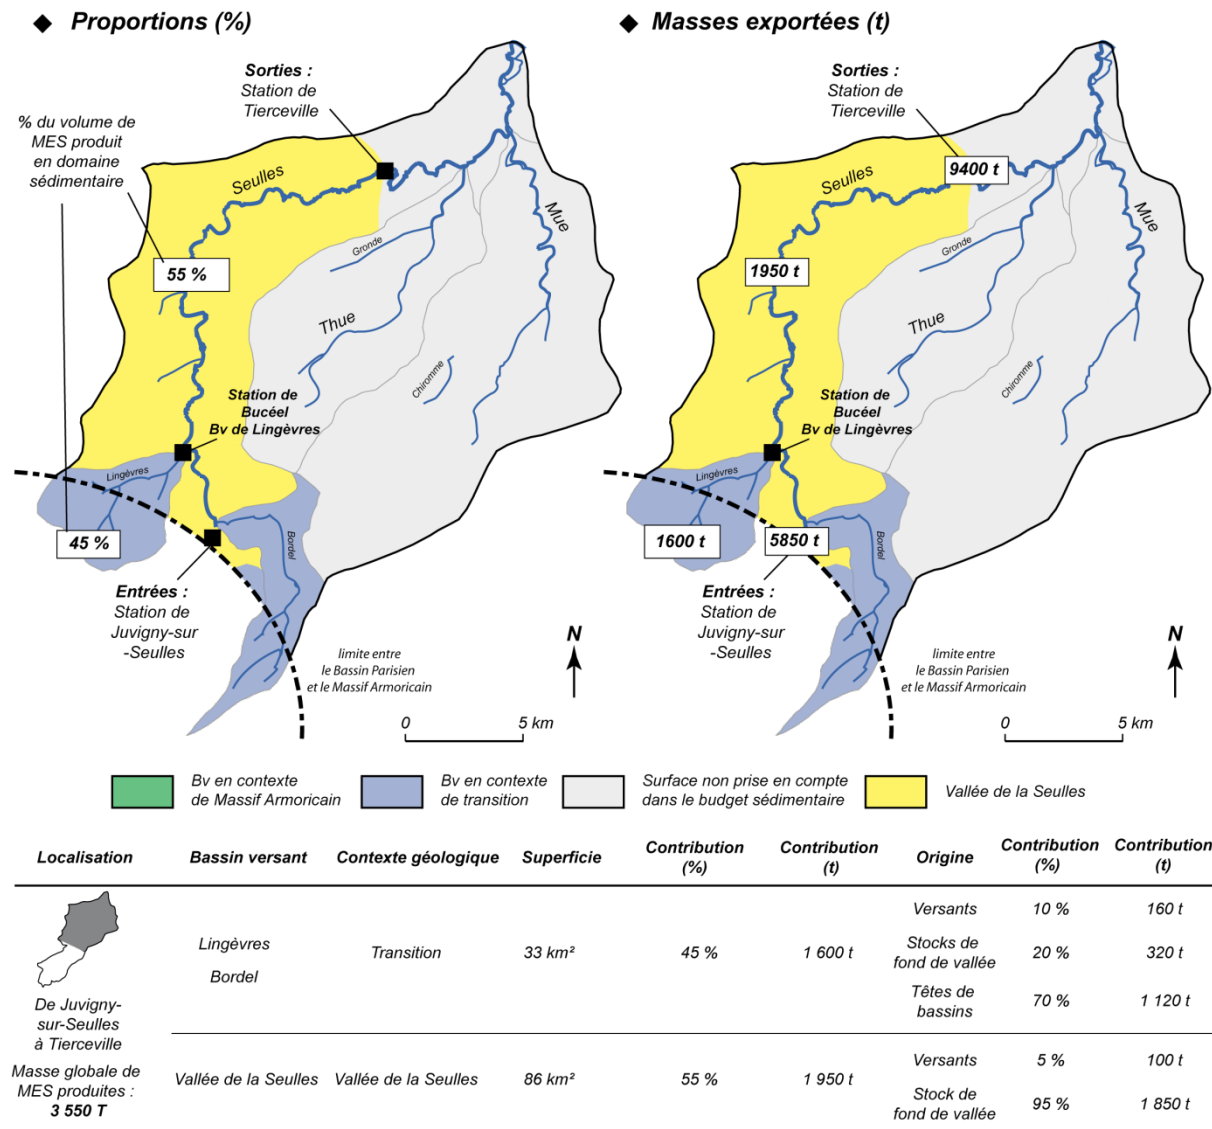 ◆ Proportions (%)
Sorties :
Station de
Tierceville
% du volume de
MES produit
en domaine
sédimentaire
Seulles
Mue
55 %
Gronde
Thue
Chiromme
Station de
Bucéel
Bv de Lingèvres
Lingèvres
45 %
Bordel
Entrées :
Station de
Juvigny-sur
-Seulles
limite entre
le Bassin Parisien
et le Massif Armoricain
N
0 5 km
◆ Masses exportées (t)
Sorties :
Station de
Tierceville
9400 t
Seulles
Mue
1950 t
Gronde
Thue
Chiromme
Station de
Bucéel
Bv de Lingèvres
Lingèvres
1600 t
5850 t
Bordel
Entrées :
Station de
Juvigny-sur
-Seulles
limite entre
le Bassin Parisien
et le Massif Armoricain
N
0 5 km
Bv en contexte
de Massif Armoricain
Bv en contexte
de transition
Surface non prise en compte
dans le budget sédimentaire
Vallée de la Seulles
Localisation Bassin versant Contexte géologique Superficie Contribution (%) Contribution (t) Origine Contribution (%) Contribution (t)
De Juvigny-
sur-Seulles
à Tierceville
Masse globale de
MES produites :
3 550 T
Lingèvres
Bordel
Transition 33 km² 45 % 1 600 t
Versants 10 % 160 t
Stocks de
fond de vallée 20 % 320 t
Têtes de
bassins 70 % 1 120 t
Vallée de la Seulles Vallée de la Seulles 86 km² 55 % 1 950 t
Versants 5 % 100 t
Stock de
fond de vallée 95 % 1 850 t